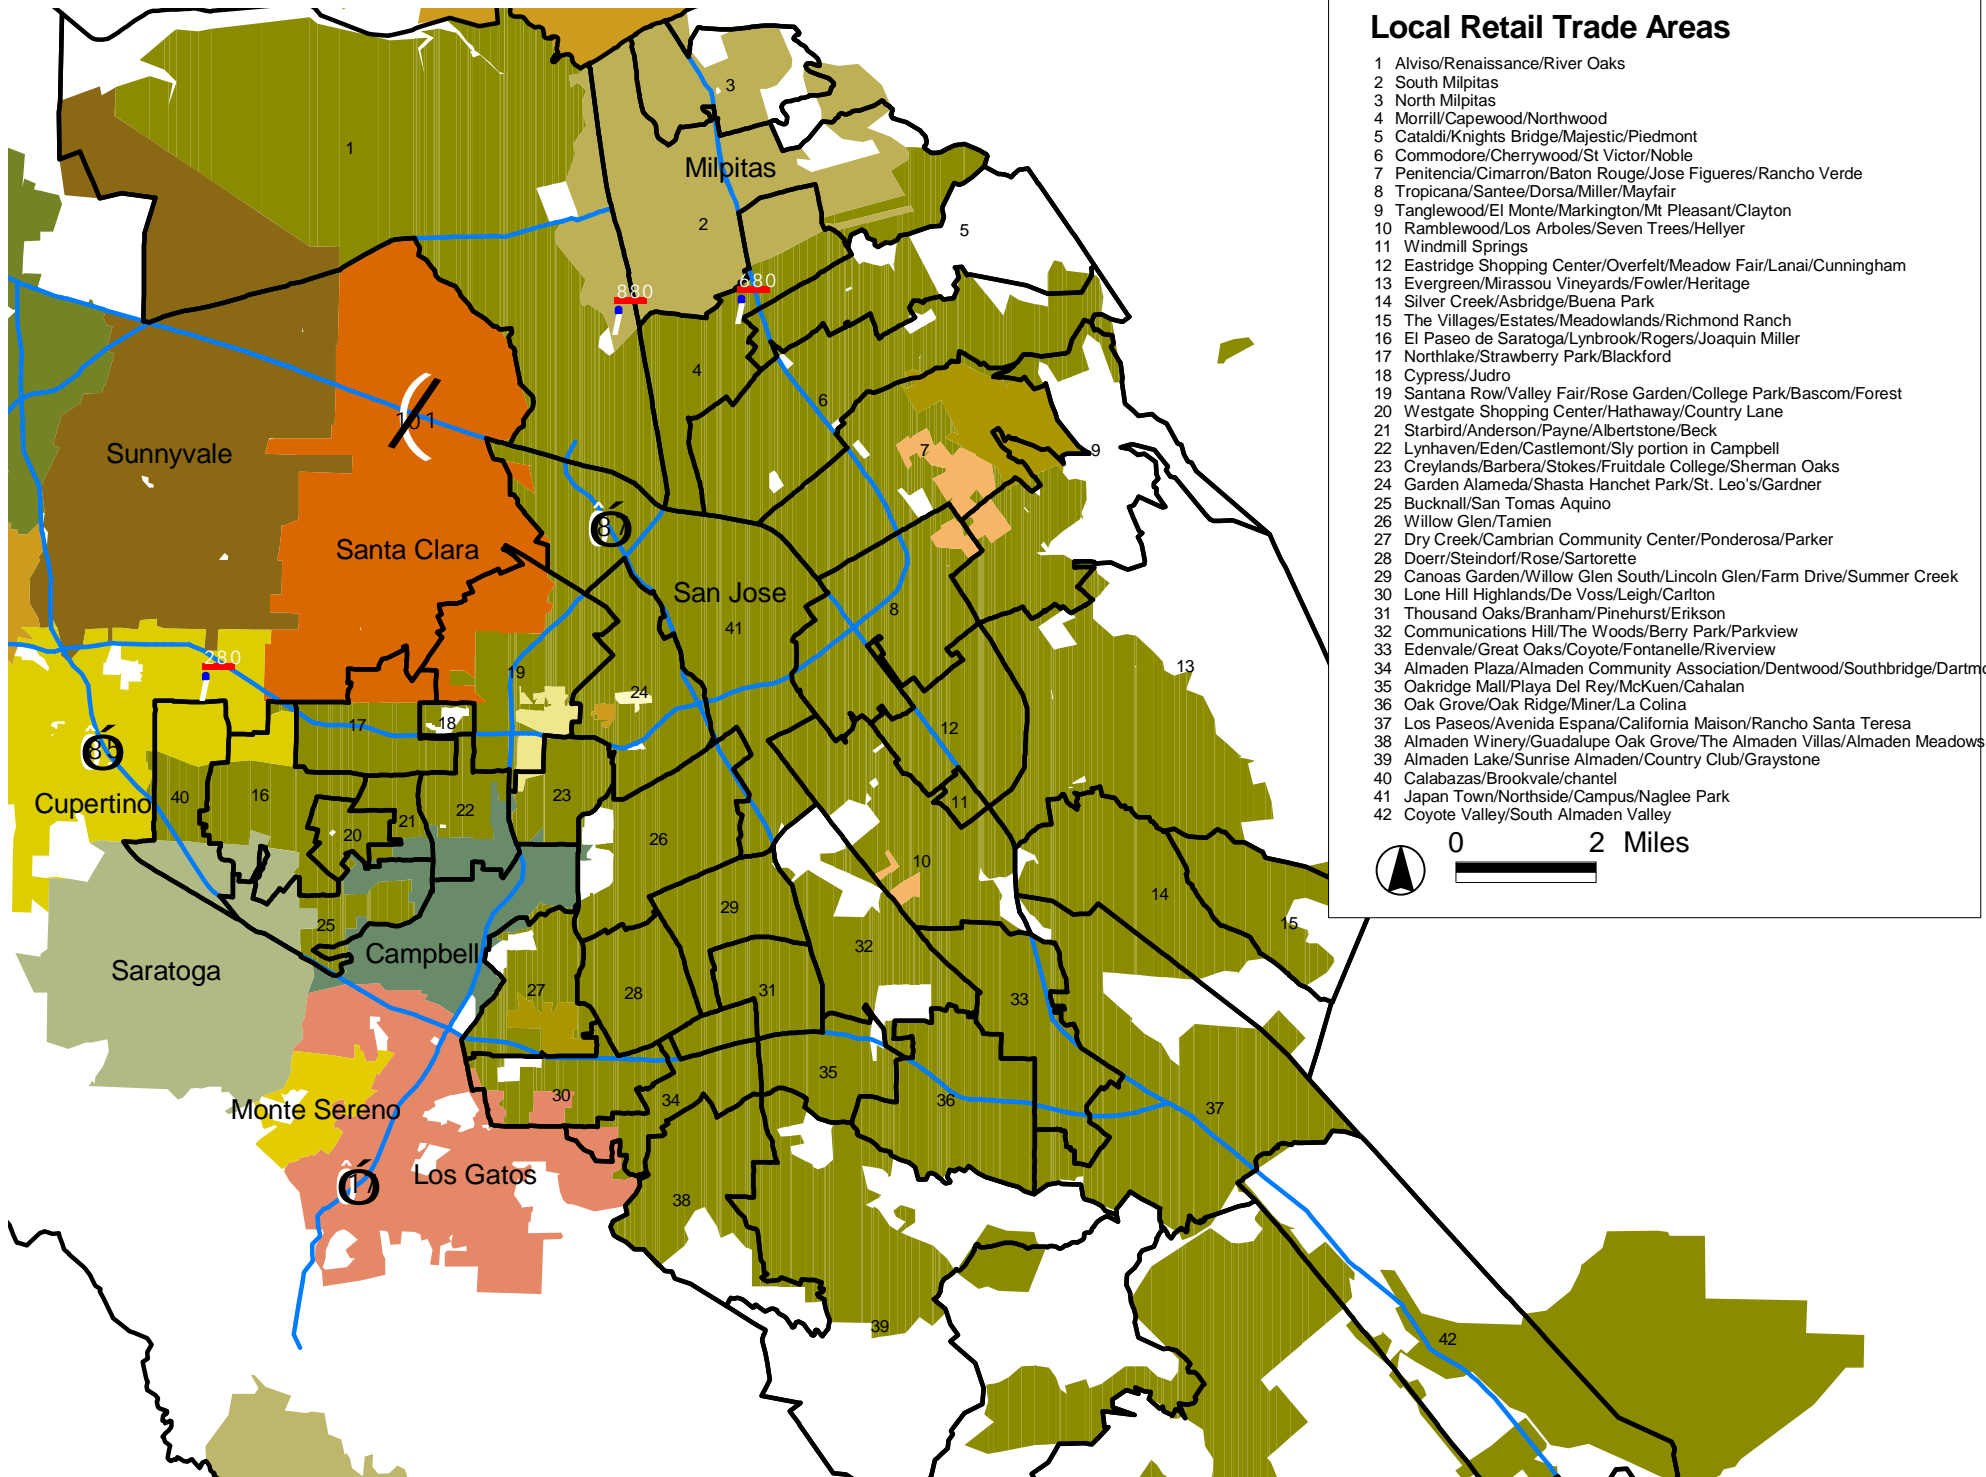 Local Retail Trade Areas
1 Alviso/Renaissance/River Oaks
2 South Milpitas
3 North Milpitas
4 Morrill/Capewood/Northwood
5 Cataldi/Knights Bridge/Majestic/Piedmont
6 Commodore/Cherrywood/St Victor/Noble
7 Penitencia/Cimarron/Baton Rouge/Jose Figueres/Rancho Verde
8 Tropicana/Santee/Dorsa/Miller/Mayfair
9 Tanglewood/El Monte/Markington/Mt Pleasant/Clayton
10 Ramblewood/Los Arboles/Seven Trees/Hellyer
11 Windmill Springs
12 Eastridge Shopping Center/Overfelt/Meadow Fair/Lanai/Cunningham
13 Evergreen/Mirassou Vineyards/Fowler/Heritage
14 Silver Creek/Asbridge/Buena Park
15 The Villages/Estates/Meadowlands/Richmond Ranch
16 El Paseo de Saratoga/Lynbrook/Rogers/Joaquin Miller
17 Northlake/Strawberry Park/Blackford
18 Cypress/Judro
19 Santana Row/Valley Fair/Rose Garden/College Park/Bascom/Forest
20 Westgate Shopping Center/Hathaway/Country Lane
21 Starbird/Anderson/Payne/Albertstone/Beck
22 Lynhaven/Eden/Castlemont/Sly portion in Campbell
23 Creylands/Barbera/Stokes/Fruitdale College/Sherman Oaks
24 Garden Alameda/Shasta Hanchet Park/St. Leo's/Gardner
25 Bucknall/San Tomas Aquino
26 Willow Glen/Tamien
27 Dry Creek/Cambrian Community Center/Ponderosa/Parker
28 Doerr/Steindorf/Rose/Sartorette
29 Canoas Garden/Willow Glen South/Lincoln Glen/Farm Drive/Summer Creek
30 Lone Hill Highlands/De Voss/Leigh/Carlton
31 Thousand Oaks/Branham/Pinehurst/Erikson
32 Communications Hill/The Woods/Berry Park/Parkview
33 Edenvale/Great Oaks/Coyote/Fontanelle/Riverview
34 Almaden Plaza/Almaden Community Association/Dentwood/Southbridge/Dartmo
35 Oakridge Mall/Playa Del Rey/McKuen/Cahalan
36 Oak Grove/Oak Ridge/Miner/La Colina
37 Los Paseos/Avenida Espana/California Maison/Rancho Santa Teresa
38 Almaden Winery/Guadalupe Oak Grove/The Almaden Villas/Almaden Meadows
39 Almaden Lake/Sunrise Almaden/Country Club/Graystone
40 Calabazas/Brookvale/chantel
41 Japan Town/Northside/Campus/Naglee Park
42 Coyote Valley/South Almaden Valley
0 2 Miles
3
1
Milpitas
2
5
880
680
4
6
101
Sunnyvale
7
9
87
Santa Clara
San Jose
8
41
280
19
13
24
17
18
12
85
Cupertino
40
16
22
23
11
21
20
26
10
14
29
25
15
32
Campbell
Saratoga
27
28
31
33
35
30
34
36
37
Monte Sereno
Los Gatos
17
38
39
42